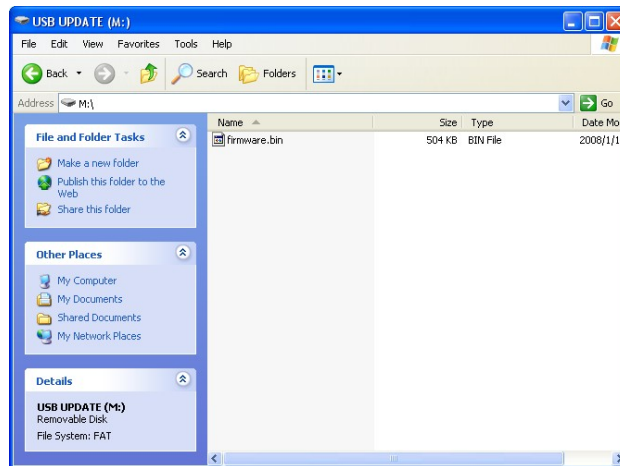 USB UPDATE (M:)
File Edit View Favorites Tools Help
Back Search Folders
Address M:\ Go
File and Folder Tasks
Make a new folder
Publish this folder to the
Web
Share this folder
Other Places
My Computer
My Documents
Shared Documents
My Network Places
Details
USB UPDATE (M:)
Removable Disk
File System: FAT
Name Size Type Date Mo
firmware.bin 504 KB BIN File 2008/1/1